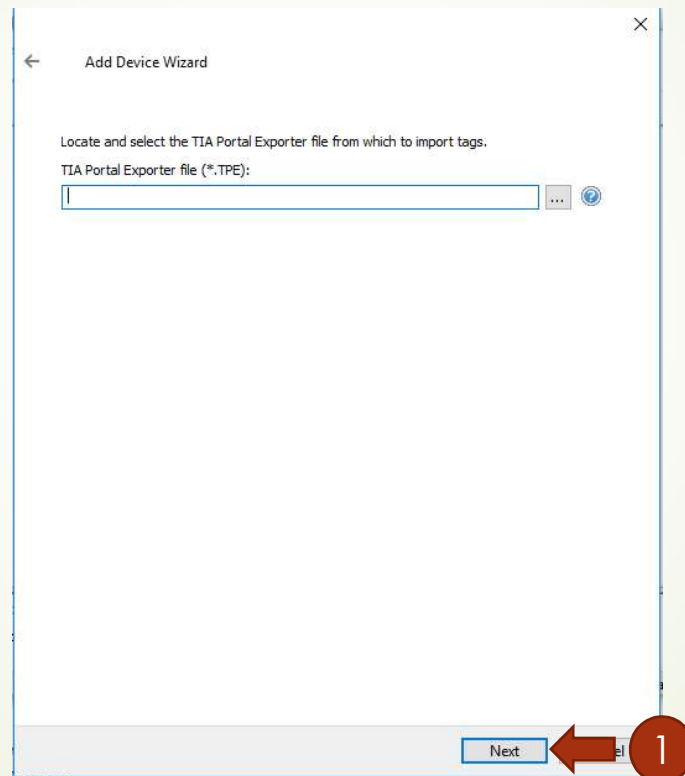 Add Device Wizard
Locate and select the TIA Portal Exporter file from which to import tags.
TIA Portal Exporter file (*.TPE):
...
Next
el
1